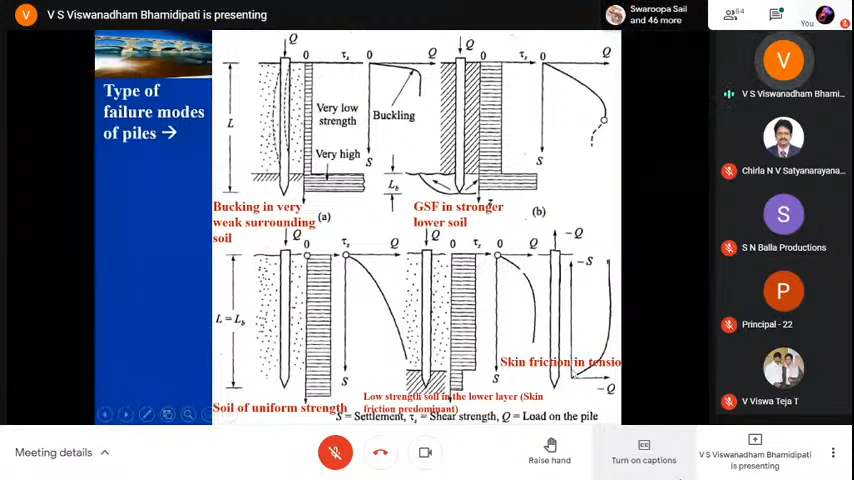 V
V S Viswanadham Bhamidipati is presenting
Swaroopa Sail
and 46 more
64
You
Type of
failure modes
of piles →
Q
0
τs
0
Q
L
Very low
strength
Buckling
Very high
S
Bucking in very
weak surrounding
soil
(a)
Q
0
τs
0
Q
S
Lb
z
GSF in stronger
lower soil
(b)
Q
0
τs
Q
L = Lb
S
Soil of uniform strength
Q
0
τs
0
Q
S
Low strength soil in the lower layer (Skin
friction predominant)
–Q
–S
Skin friction in tensio
–Q
S = Settlement, τs = Shear strength, Q = Load on the pile
V
V S Viswanadham Bhami...
Chirla N V Satyanarayana...
S
S N Balla Productions
P
Principal - 22
V Viswa Teja T
Meeting details
Raise hand
Turn on captions
V S Viswanadham Bhamidipati
is presenting